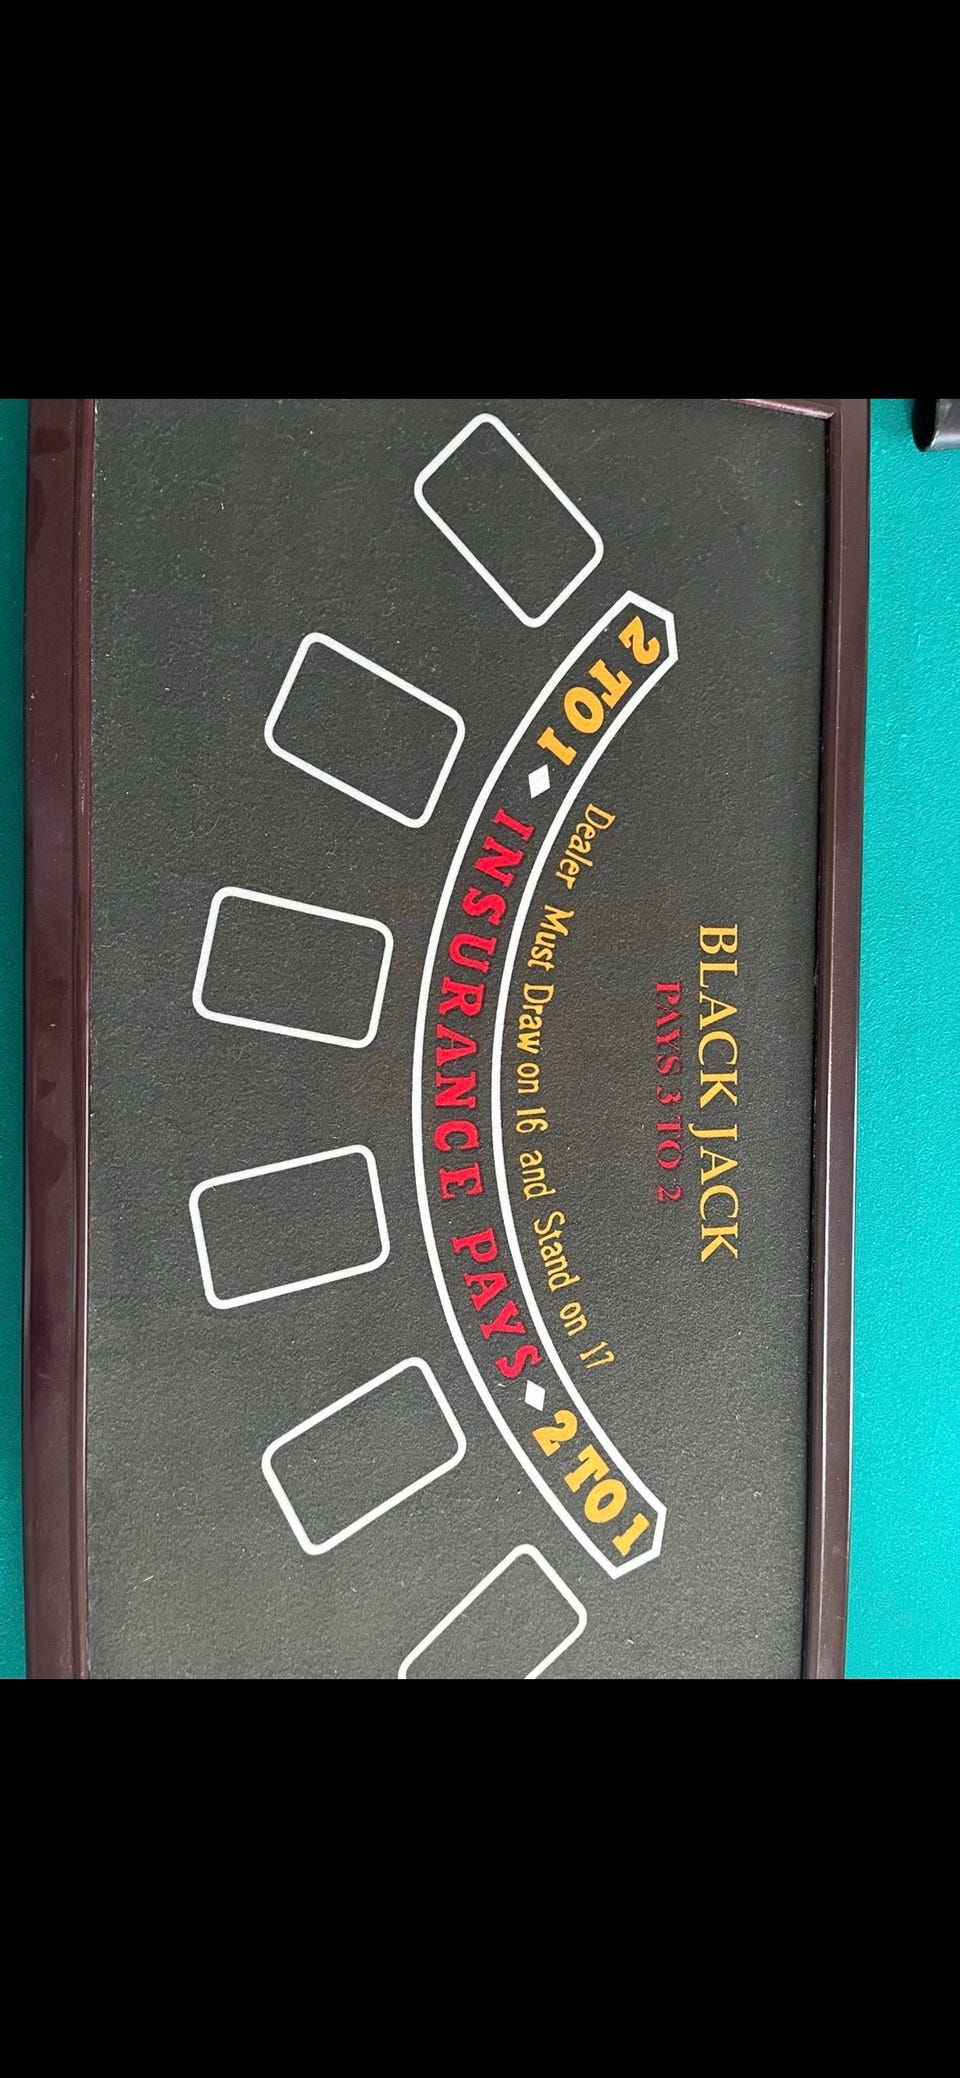 BLACK JACK
PAYS 3 TO 2
Dealer Must Draw on 16 and Stand on 17
2 TO 1 ♦ INSURANCE PAYS ♦ 2 TO 1